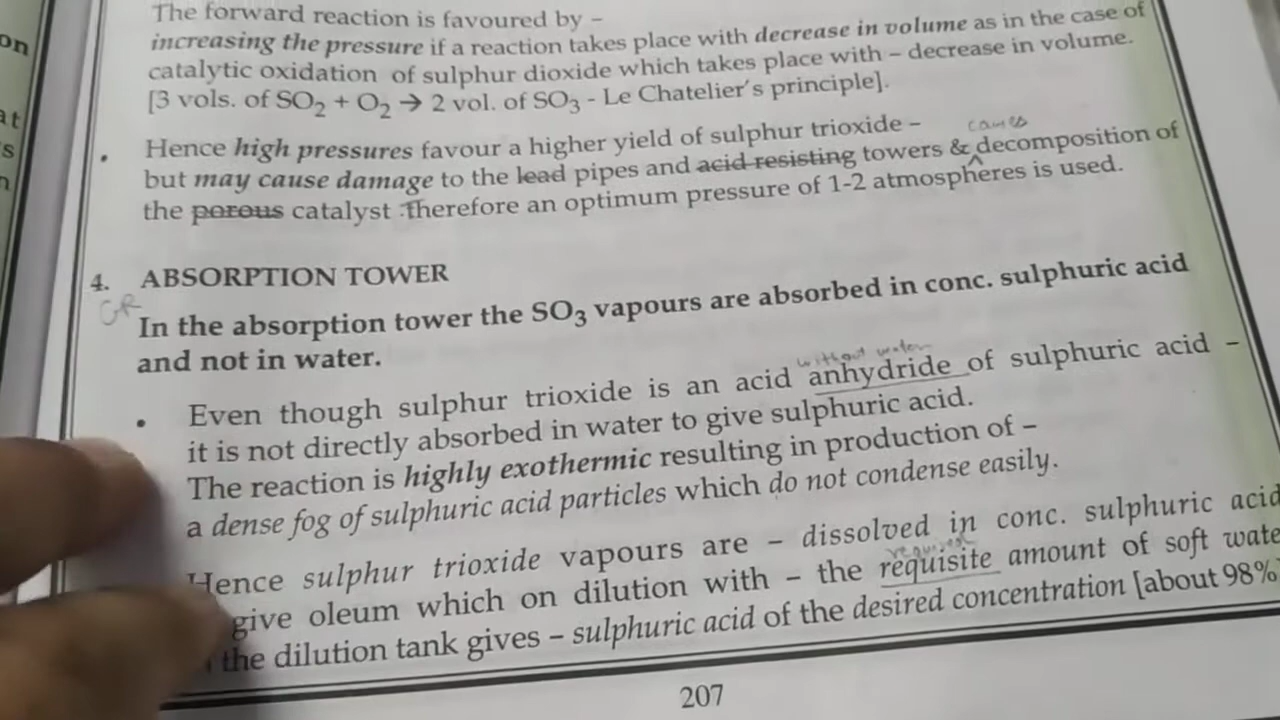 on
at
s
n
The forward reaction is favoured by –
increasing the pressure if a reaction takes place with decrease in volume as in the case of
catalytic oxidation of sulphur dioxide which takes place with – decrease in volume.
[3 vols. of SO2 + O2 → 2 vol. of SO3 - Le Chatelier's principle].
• Hence high pressures favour a higher yield of sulphur trioxide –
but may cause damage to the lead pipes and acid resisting towers & decomposition of
the porous catalyst . Therefore an optimum pressure of 1-2 atmospheres is used.
4. ABSORPTION TOWER
GR
In the absorption tower the SO3 vapours are absorbed in conc. sulphuric acid
and not in water.
without water
• Even though sulphur trioxide is an acid anhydride of sulphuric acid –
it is not directly absorbed in water to give sulphuric acid.
The reaction is highly exothermic resulting in production of –
a dense fog of sulphuric acid particles which do not condense easily.
Hence sulphur trioxide vapours are – dissolved in conc. sulphuric acid
required
give oleum which on dilution with – the requisite amount of soft wate
the dilution tank gives – sulphuric acid of the desired concentration [about 98%
207